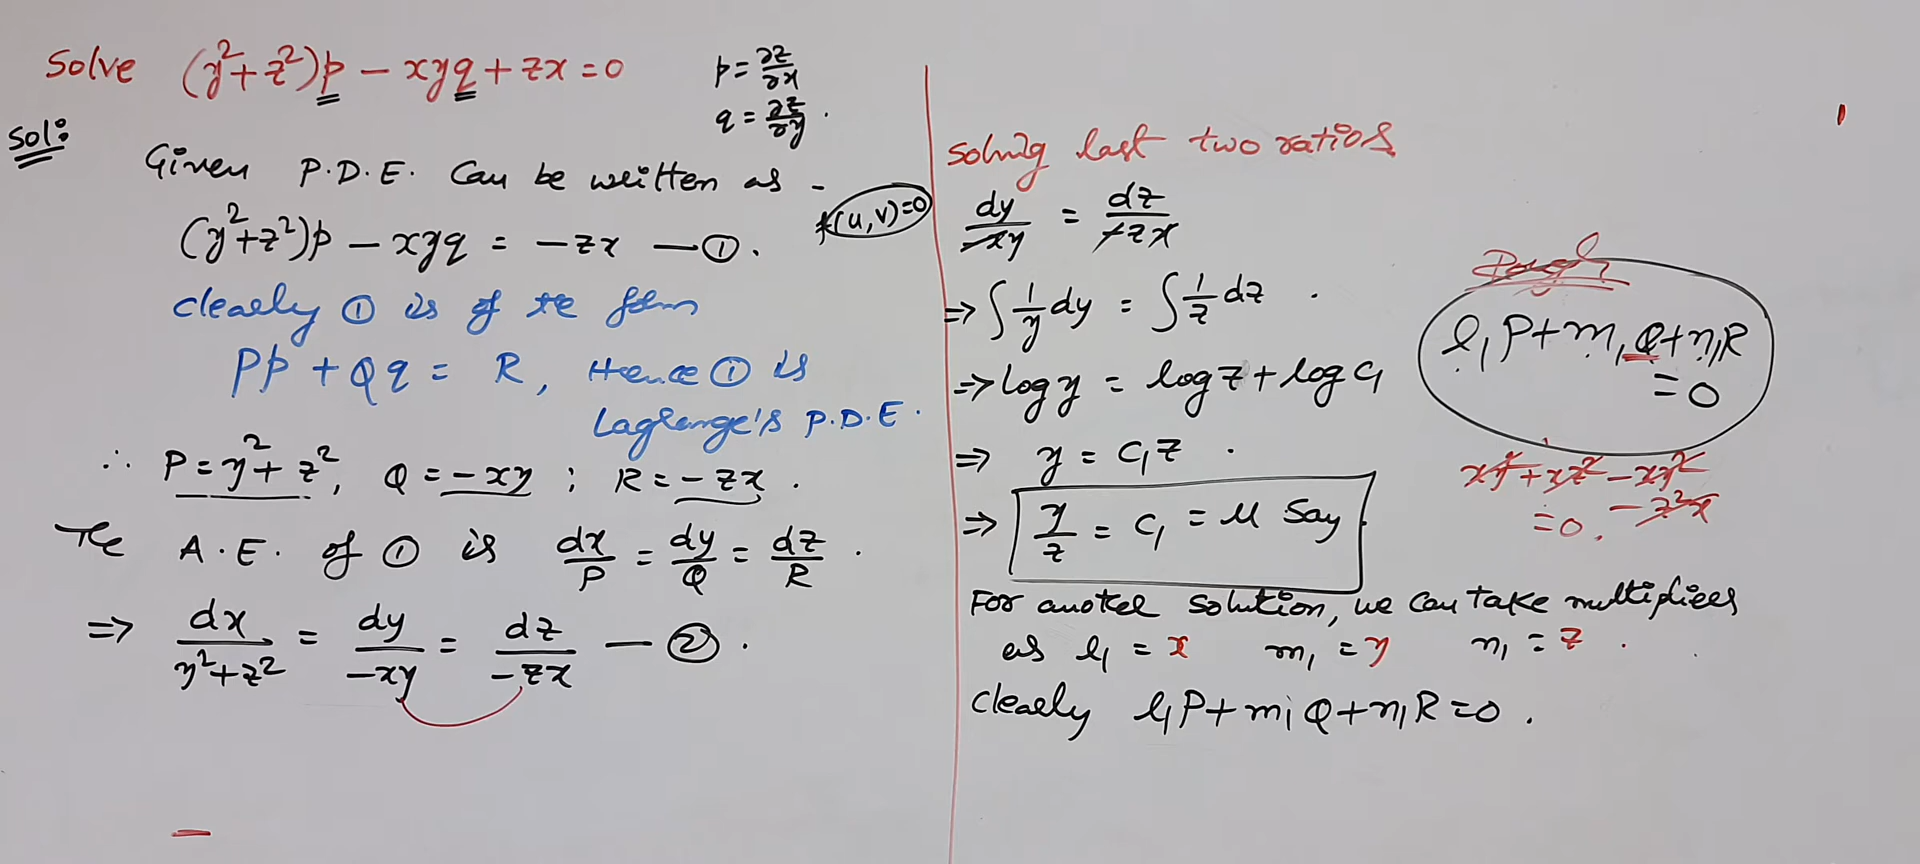 Solve (y²+z²)p − xyq + zx = 0
p = ∂z/∂x
q = ∂z/∂y .
Sol:
Given P.D.E. Can be written as -
(y²+z²)p − xyq = −zx —①.
f(u,v)=0
clearly ① is of the form
Pp + Qq = R, Hence ① is
Lagrange's P.D.E.
∴ P = y²+z², Q = −xy ; R = −zx .
The A.E. of ① is dx/P = dy/Q = dz/R .
⇒ dx/(y²+z²) = dy/−xy = dz/−zx —② .
Solving last two ratios
dy/−xy = dz/−zx
⇒ ∫ 1/y dy = ∫ 1/z dz .
⇒ log y = log z + log c₁
⇒ y = c₁z .
⇒ y/z = c₁ = u Say
Rough
l₁P + m₁Q + n₁R
= 0
xy² + xz² − xy²
− z²x
= 0.
For another solution, we can take multipliers
as l₁ = x m₁ = y n₁ = z .
clearly l₁P + m₁Q + n₁R = 0 .